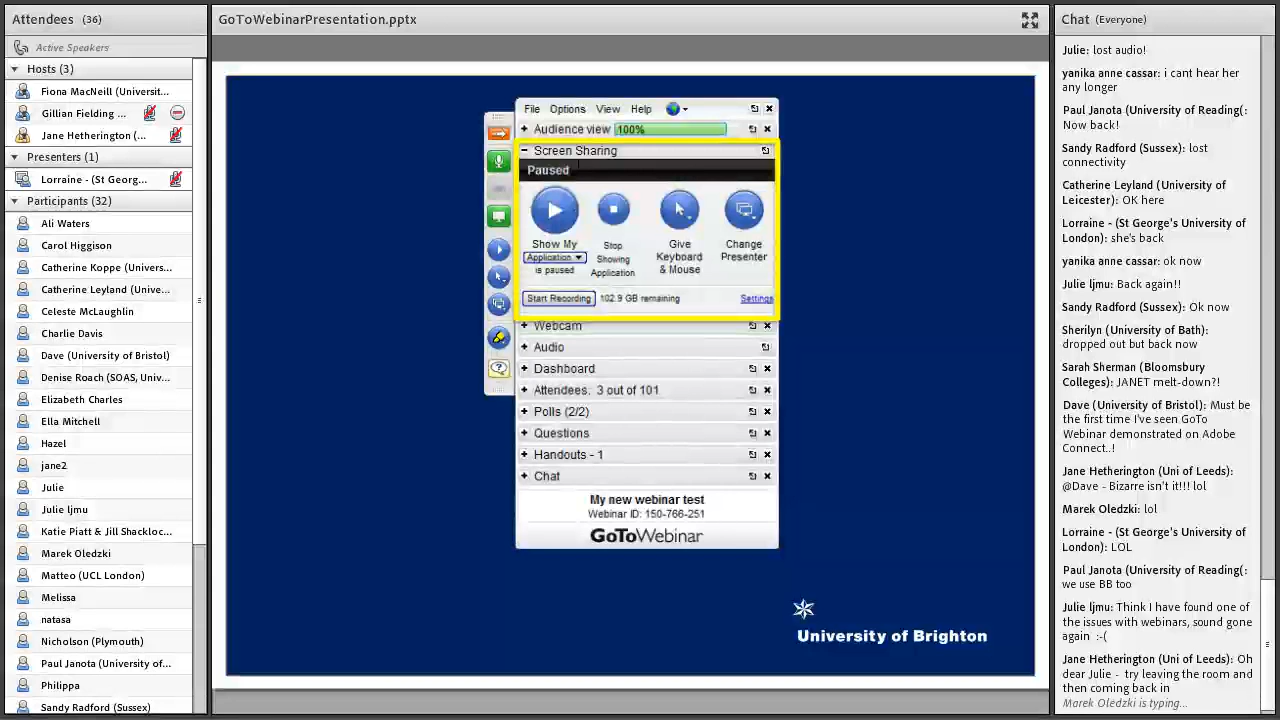 Attendees (36)
Active Speakers
Hosts (3)
Fiona MacNeill (Universit...
Gillian Fielding ...
Jane Hetherington (...
Presenters (1)
Lorraine - (St Georg...
Participants (32)
Ali Waters
Carol Higgison
Catherine Koppe (Univers...
Catherine Leyland (Unive...
Celeste McLaughlin
Charlie Davis
Dave (University of Bristol)
Denise Roach (SOAS, Univ...
Elizabeth Charles
Ella Mitchell
Hazel
jane2
Julie
Julie ljmu
Katie Piatt & Jill Shackloc...
Marek Oledzki
Matteo (UCL London)
Melissa
natasa
Nicholson (Plymouth)
Paul Janota (University of...
Philippa
Sandy Radford (Sussex)
GoToWebinarPresentation.pptx
File Options View Help
Audience view 100%
Screen Sharing
Paused
Show My
Application
is paused
Stop
Showing
Application
Give
Keyboard
& Mouse
Change
Presenter
Start Recording 102.9 GB remaining Settings
Webcam
Audio
Dashboard
Attendees: 3 out of 101
Polls (2/2)
Questions
Handouts - 1
Chat
My new webinar test
Webinar ID: 150-766-251
GoToWebinar
University of Brighton
Chat (Everyone)
Julie: lost audio!
yanika anne cassar: i cant hear her
any longer
Paul Janota (University of Reading(:
Now back!
Sandy Radford (Sussex): lost
connectivity
Catherine Leyland (University of
Leicester): OK here
Lorraine - (St George's University of
London): she's back
yanika anne cassar: ok now
Julie ljmu: Back again!!
Sandy Radford (Sussex): Ok now
Sherilyn (University of Bath):
dropped out but back now
Sarah Sherman (Bloomsbury
Colleges): JANET melt-down?!
Dave (University of Bristol): Must be
the first time I've seen GoTo
Webinar demonstrated on Adobe
Connect..!
Jane Hetherington (Uni of Leeds):
@Dave - Bizarre isn't it!!! lol
Marek Oledzki: lol
Lorraine - (St George's University of
London): LOL
Paul Janota (University of Reading(:
we use BB too
Julie ljmu: Think I have found one of
the issues with webinars, sound gone
again :-(
Jane Hetherington (Uni of Leeds): Oh
dear Julie - try leaving the room and
then coming back in
Marek Oledzki is typing...